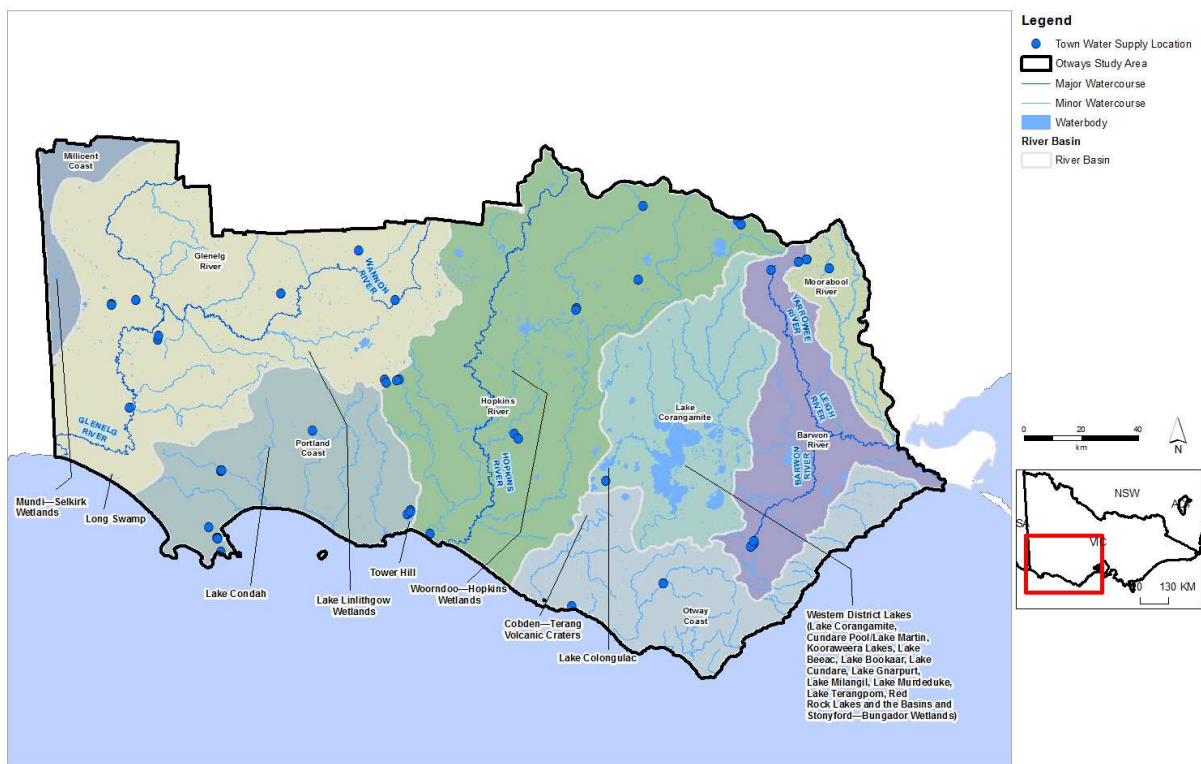 Legend
Town Water Supply Location
Otways Study Area
Major Watercourse
Minor Watercourse
Waterbody
River Basin
River Basin
Millicent
Coast
Glenelg
River
WANNON
RIVER
Moorabool
River
YARROWEE
RIVER
LEIGH
RIVER
Hopkins
River
HOPKINS
RIVER
Lake
Corangamite
Barwon
River
BARWON
RIVER
GLENELG
RIVER
Portland
Coast
Otway
Coast
Mundi—Selkirk
Wetlands
Long Swamp
Lake Condah
Lake Linlithgow
Wetlands
Tower Hill
Woorndoo—Hopkins
Wetlands
Cobden—Terang
Volcanic Craters
Lake Colongulac
Western District Lakes
(Lake Corangamite,
Cundare Pool/Lake Martin,
Kooraweera Lakes, Lake
Beeac, Lake Bookaar, Lake
Cundare, Lake Gnarpurt,
Lake Milangil, Lake Murdeduke,
Lake Terangpom, Red
Rock Lakes and the Basins and
Stonyford—Bungador Wetlands)
0 20 40
km
N
NSW
SA
VIC
130 KM